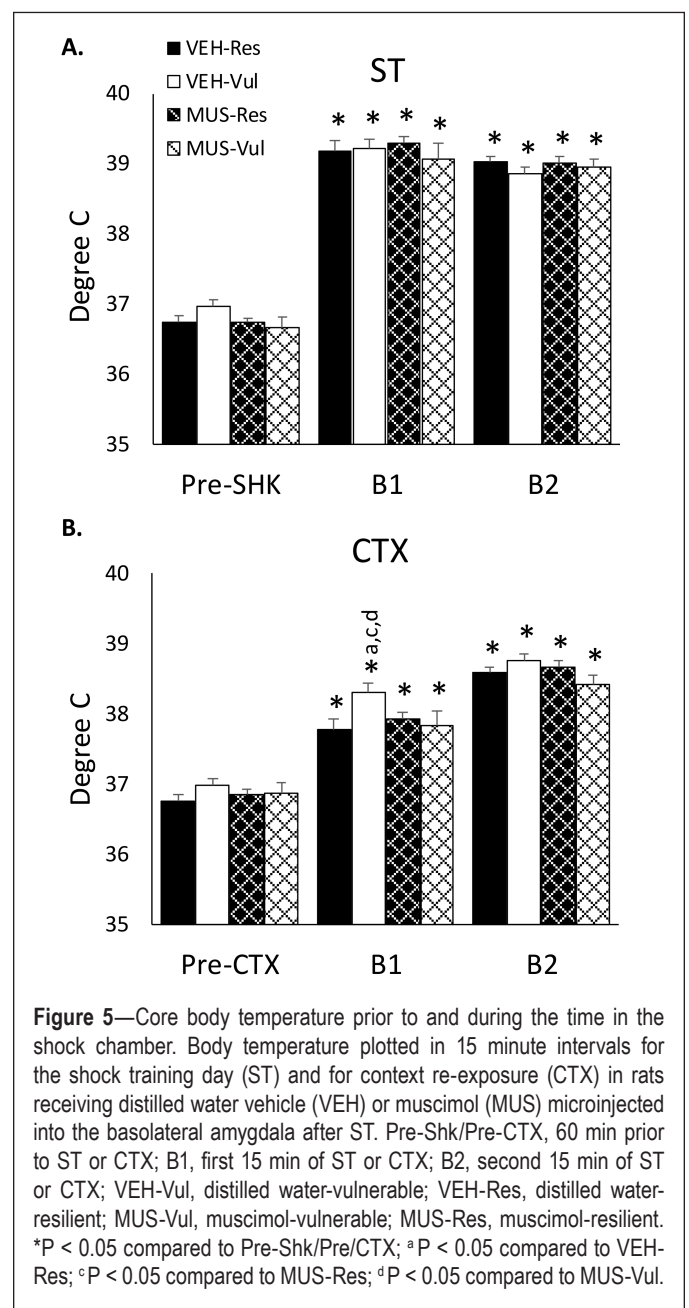 A.
VEH-Res
VEH-Vul
MUS-Res
MUS-Vul
ST
40
39
38
37
36
35
Degree C
* * * *
* * * *
Pre-SHK B1 B2
B.
CTX
40
39
38
37
36
35
Degree C
* * a,c,d * *
* * * *
Pre-CTX B1 B2
Figure 5—Core body temperature prior to and during the time in the
shock chamber. Body temperature plotted in 15 minute intervals for
the shock training day (ST) and for context re-exposure (CTX) in rats
receiving distilled water vehicle (VEH) or muscimol (MUS) microinjected
into the basolateral amygdala after ST. Pre-Shk/Pre-CTX, 60 min prior
to ST or CTX; B1, first 15 min of ST or CTX; B2, second 15 min of ST
or CTX; VEH-Vul, distilled water-vulnerable; VEH-Res, distilled water-
resilient; MUS-Vul, muscimol-vulnerable; MUS-Res, muscimol-resilient.
*P < 0.05 compared to Pre-Shk/Pre/CTX; ᵃ P < 0.05 compared to VEH-
Res; ᶜ P < 0.05 compared to MUS-Res; ᵈ P < 0.05 compared to MUS-Vul.